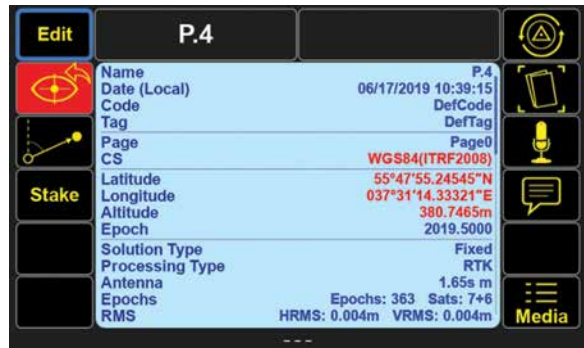 Edit
P.4
Name P.4
Date (Local) 06/17/2019 10:39:15
Code DefCode
Tag DefTag
Page Page0
CS WGS84(ITRF2008)
Stake
Latitude 55°47'55.24545"N
Longitude 037°31'14.33321"E
Altitude 380.7465m
Epoch 2019.5000
Solution Type Fixed
Processing Type RTK
Antenna 1.65s m
Epochs Epochs: 363 Sats: 7+6
RMS HRMS: 0.004m VRMS: 0.004m
Media
---